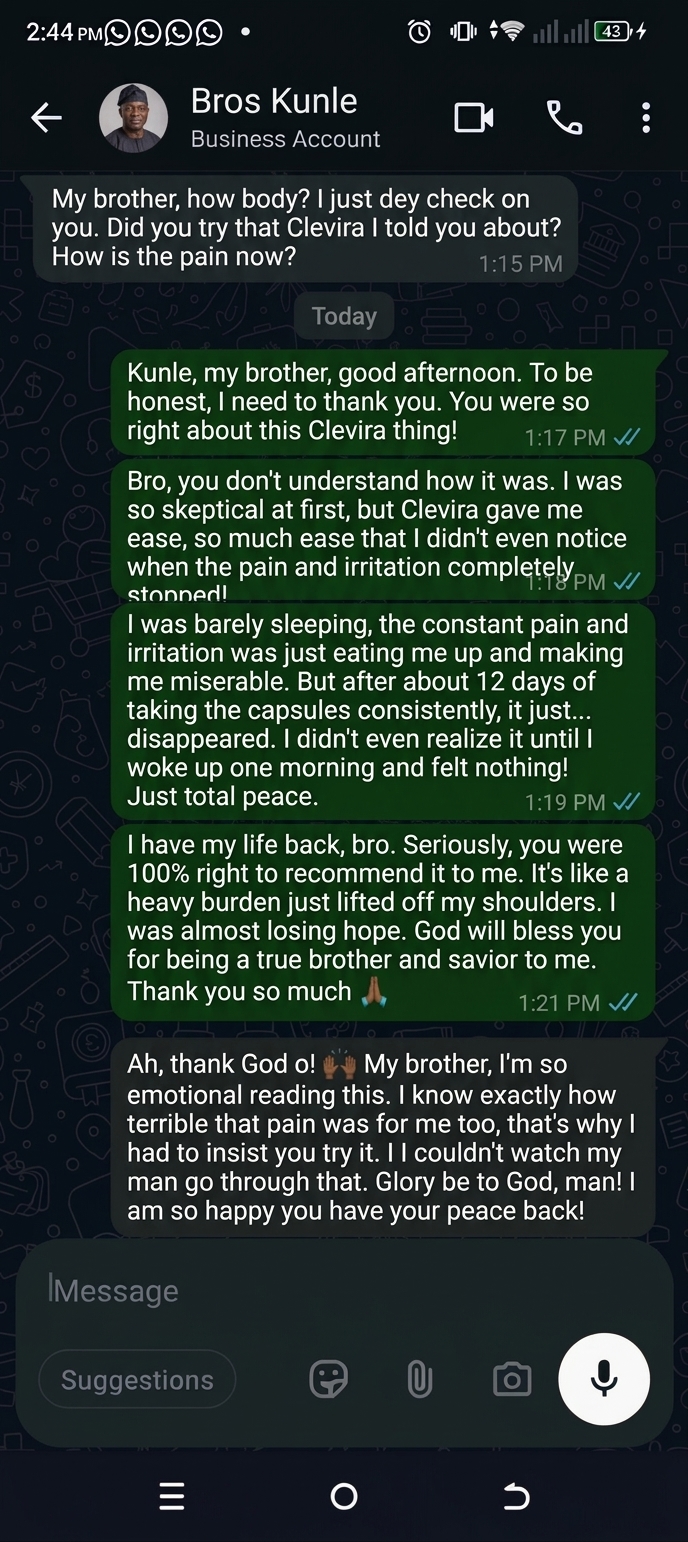 2:44 PM
43
Bros Kunle
Business Account
My brother, how body? I just dey check on
you. Did you try that Clevira I told you about?
How is the pain now?
1:15 PM
Today
Kunle, my brother, good afternoon. To be
honest, I need to thank you. You were so
right about this Clevira thing!
1:17 PM
Bro, you don't understand how it was. I was
so skeptical at first, but Clevira gave me
ease, so much ease that I didn't even notice
when the pain and irritation completely
stopped!
1:18 PM
I was barely sleeping, the constant pain and
irritation was just eating me up and making
me miserable. But after about 12 days of
taking the capsules consistently, it just...
disappeared. I didn't even realize it until I
woke up one morning and felt nothing!
Just total peace.
1:19 PM
I have my life back, bro. Seriously, you were
100% right to recommend it to me. It's like a
heavy burden just lifted off my shoulders. I
was almost losing hope. God will bless you
for being a true brother and savior to me.
Thank you so much 🙏🏾
1:21 PM
Ah, thank God o! 🙌🏾 My brother, I'm so
emotional reading this. I know exactly how
terrible that pain was for me too, that's why I
had to insist you try it. I I couldn't watch my
man go through that. Glory be to God, man! I
am so happy you have your peace back!
Message
Suggestions